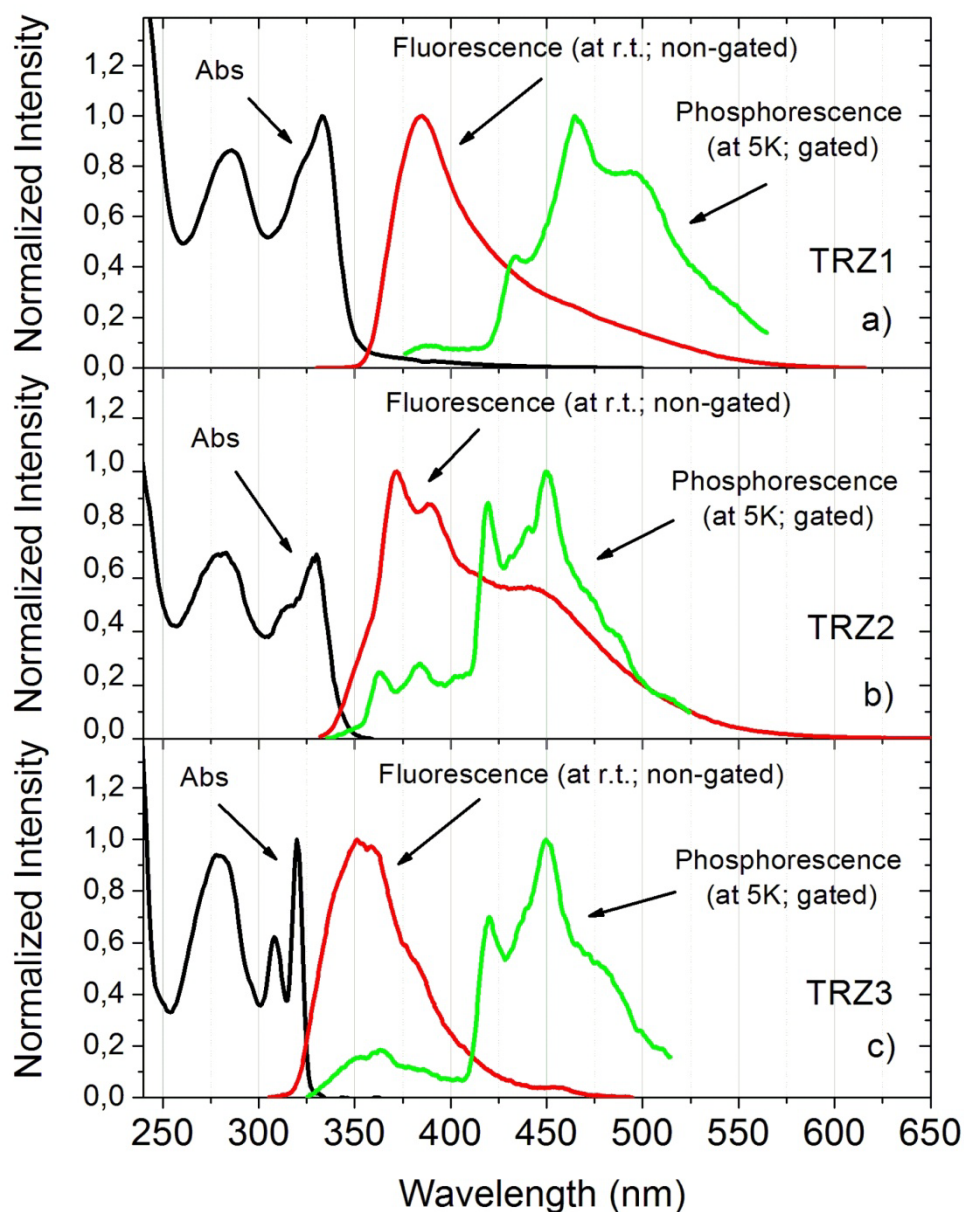 Normalized Intensity
1,2
1,0
0,8
0,6
0,4
0,2
0,0
Abs
Fluorescence (at r.t.; non-gated)
Phosphorescence
(at 5K; gated)
TRZ1
a)
Normalized Intensity
1,2
1,0
0,8
0,6
0,4
0,2
0,0
Abs
Fluorescence (at r.t.; non-gated)
Phosphorescence
(at 5K; gated)
TRZ2
b)
Normalized Intensity
1,2
1,0
0,8
0,6
0,4
0,2
0,0
Abs
Fluorescence (at r.t.; non-gated)
Phosphorescence
(at 5K; gated)
TRZ3
c)
250 300 350 400 450 500 550 600 650
Wavelength (nm)